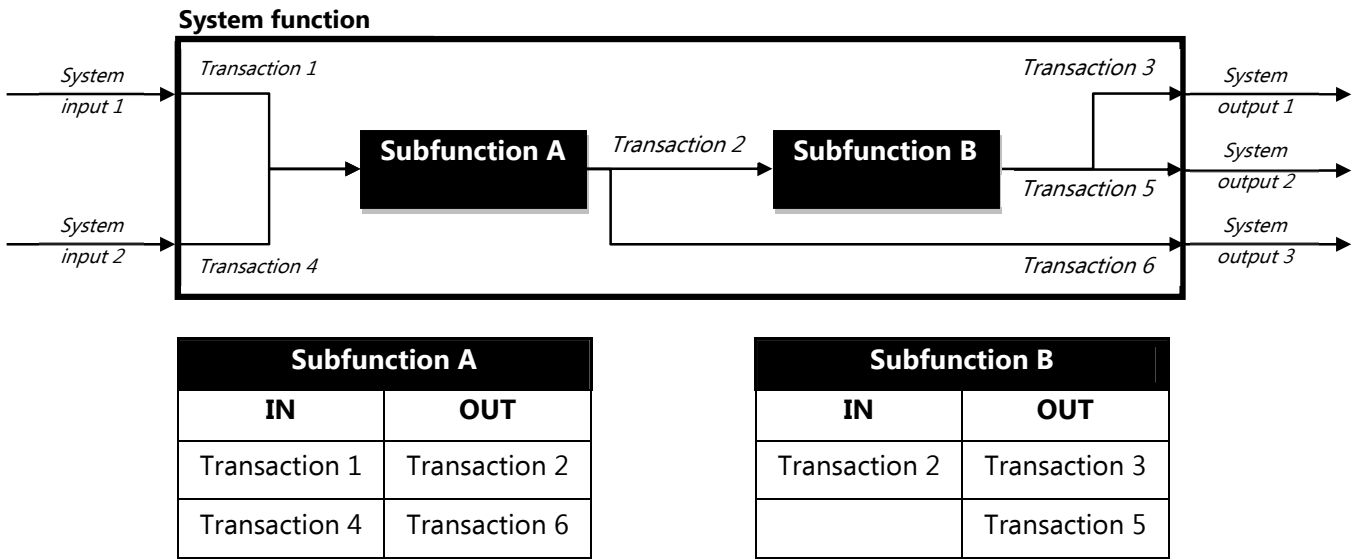 System function
System
input 1
Transaction 1
Transaction 3
System
output 1
Subfunction A
Transaction 2
Subfunction B
System
output 2
Transaction 5
System
input 2
Transaction 4
Transaction 6
System
output 3
Subfunction A
IN OUT
Transaction 1 Transaction 2
Transaction 4 Transaction 6
Subfunction B
IN OUT
Transaction 2 Transaction 3
Transaction 5